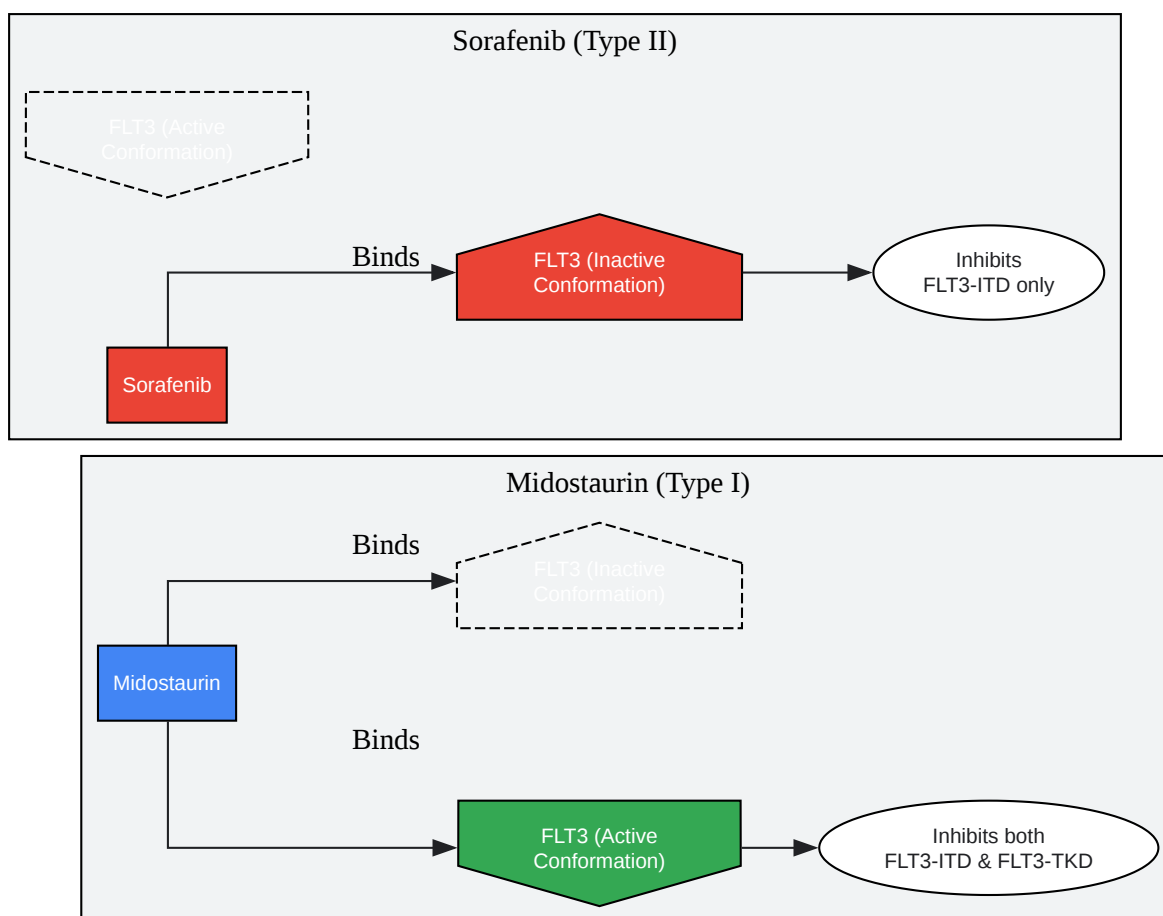 Sorafenib (Type II)
FLT3 (Active
Conformation)
Binds
FLT3 (Inactive
Conformation)
Inhibits
FLT3-ITD only
Sorafenib
Midostaurin (Type I)
Binds
FLT3 (Inactive
Conformation)
Midostaurin
Binds
FLT3 (Active
Conformation)
Inhibits both
FLT3-ITD & FLT3-TKD